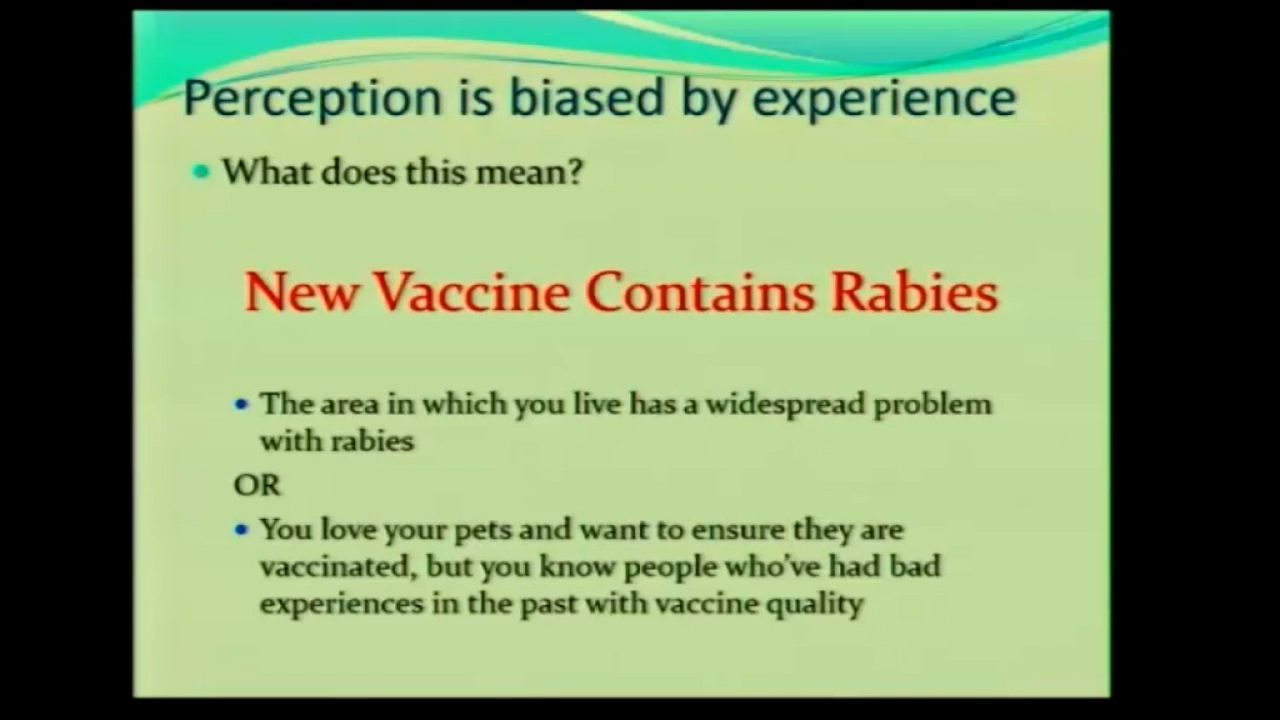 Perception is biased by experience
What does this mean?
New Vaccine Contains Rabies
The area in which you live has a widespread problem
with rabies
OR
You love your pets and want to ensure they are
vaccinated, but you know people who've had bad
experiences in the past with vaccine quality